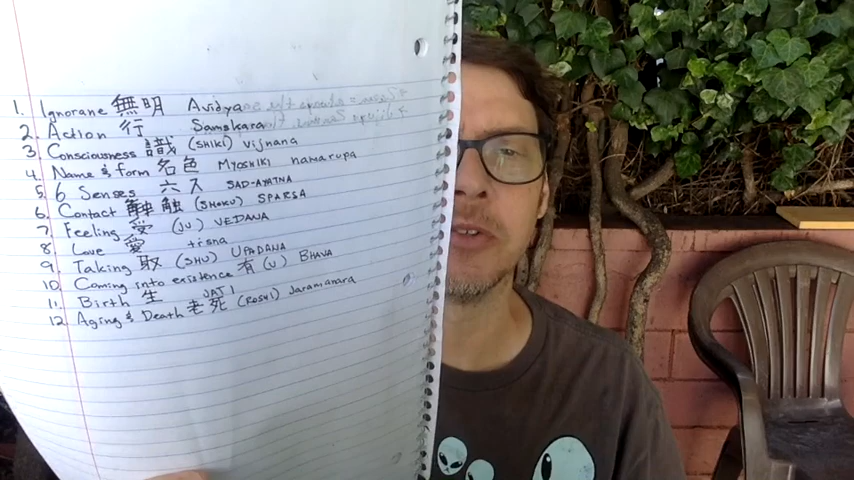 1. Ignorane 無明 Avidya
2. Action 行 Samskara
3. Consciousness 識 (SHIKI) Vijnana
4. Name & form 名色 Myoshiki namarupa
5. 6 Senses 六入 SAD-AYATNA
6. Contact 触 (SHOKU) SPARSA
7. Feeling 受 (JU) VEDANA
8. Love 愛 trisna
9. Taking 取 (SHU) UPADANA
10. Coming into existence 有 (U) BHAVA
11. Birth 生 JATI
12. Aging & Death 老死 (ROSHI) Jaramanara